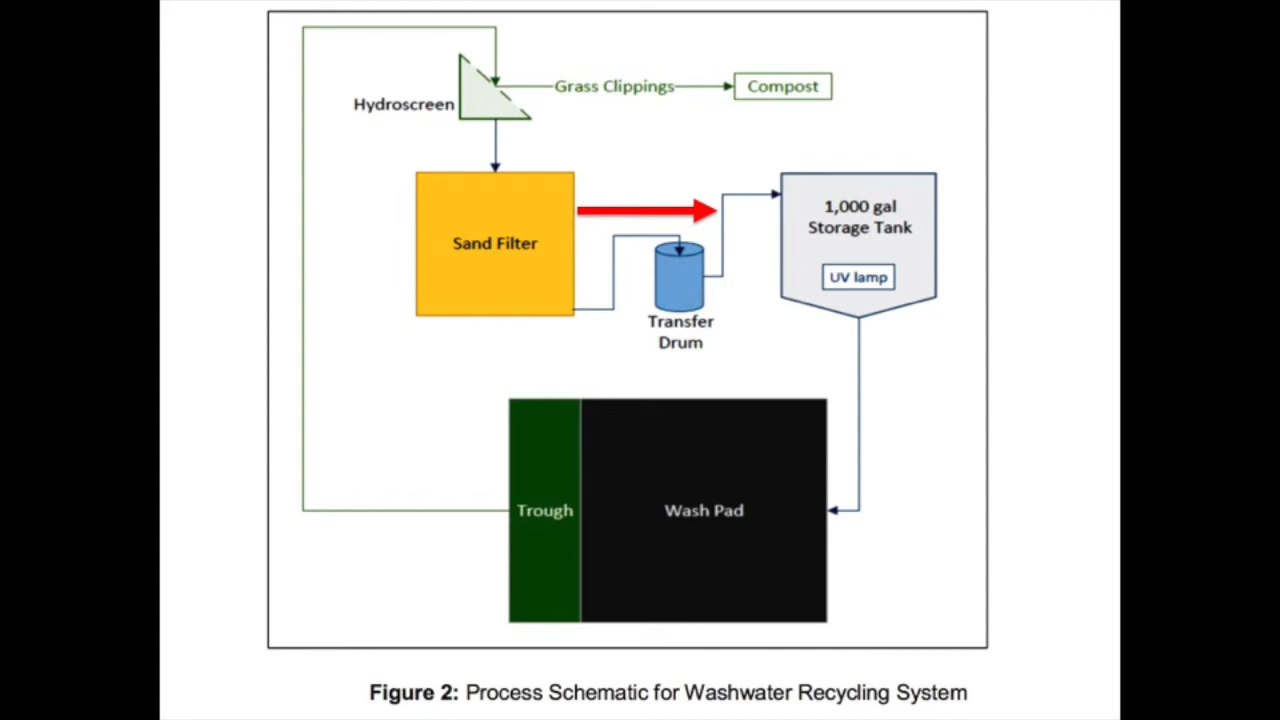 Grass Clippings
Compost
Hydroscreen
Sand Filter
1,000 gal
Storage Tank
UV lamp
Transfer
Drum
Trough
Wash Pad
Figure 2: Process Schematic for Washwater Recycling System